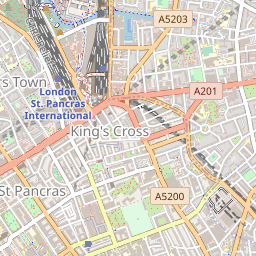 A5203
rs Town
London
St. Pancras
International
A201
King's Cross
St Pancras
A5200